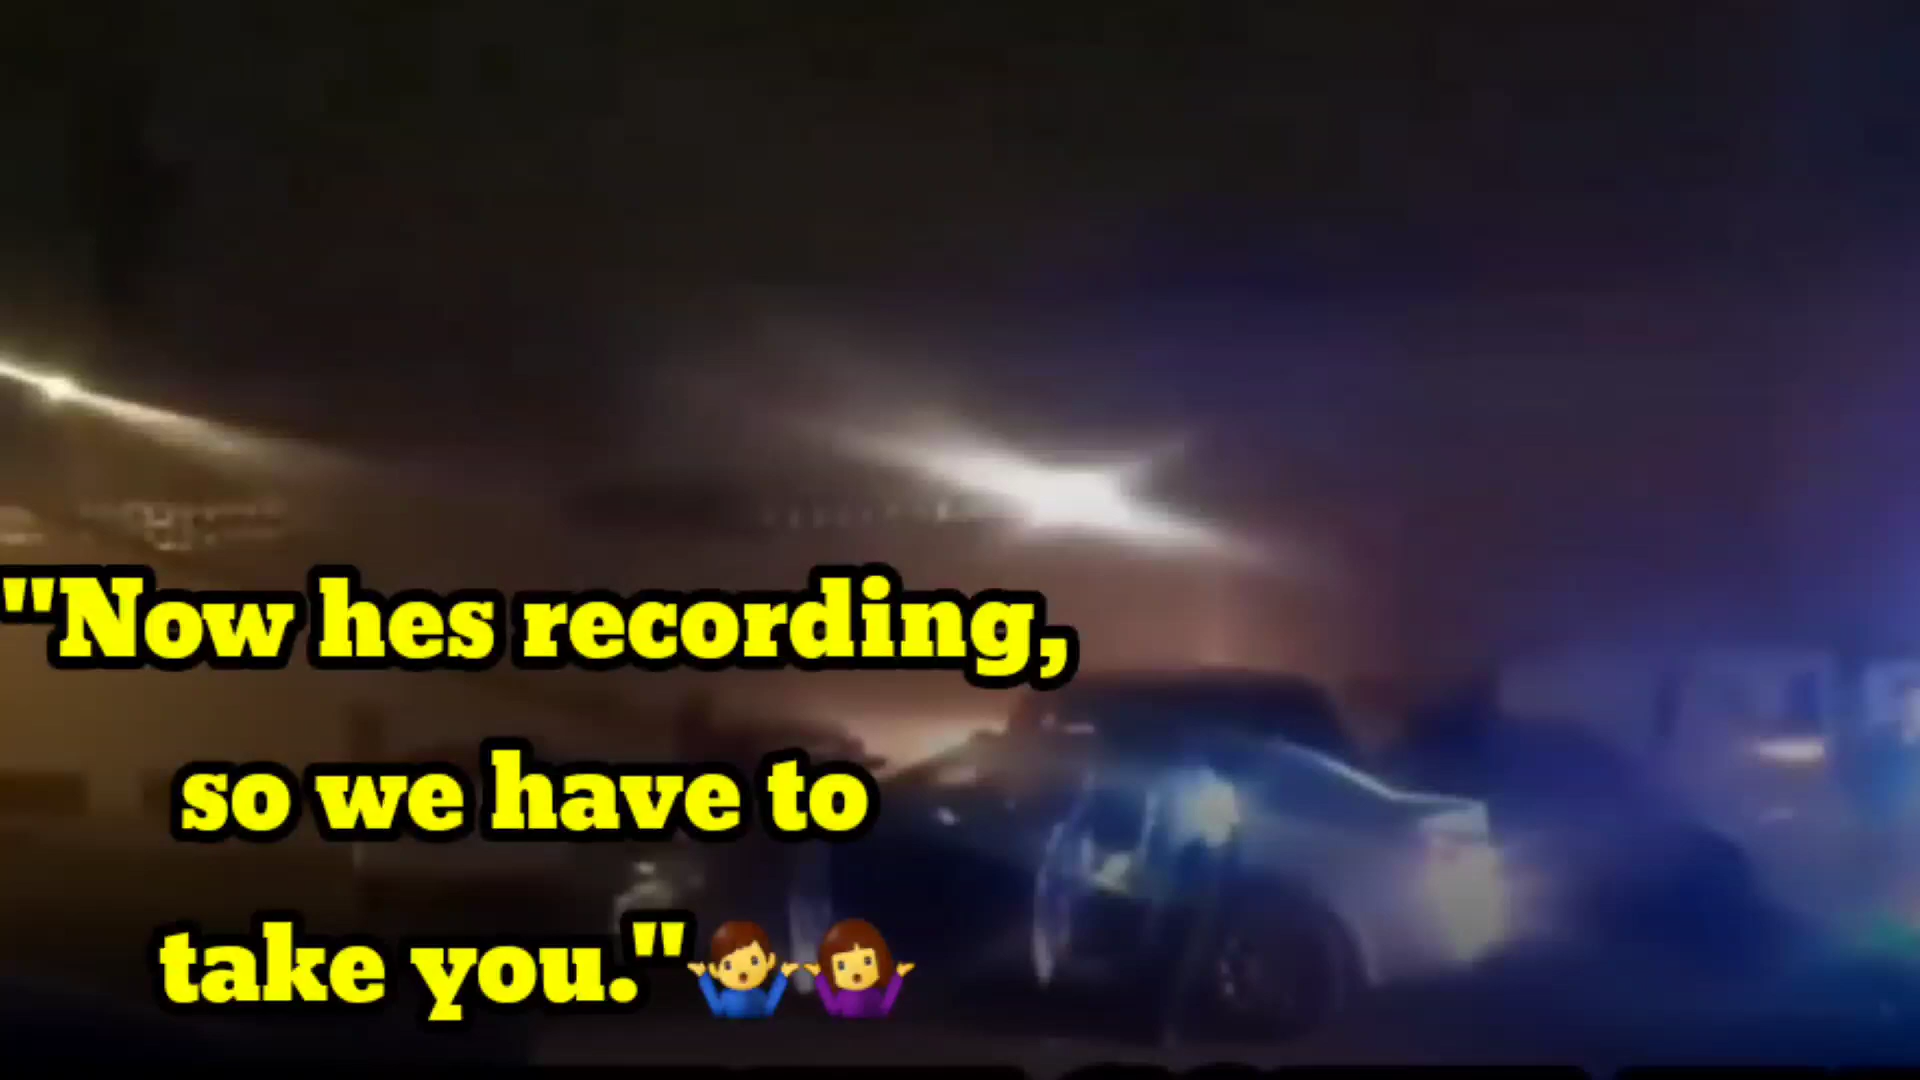 "Now hes recording,
so we have to
take you."🤷‍♂️🤷‍♀️